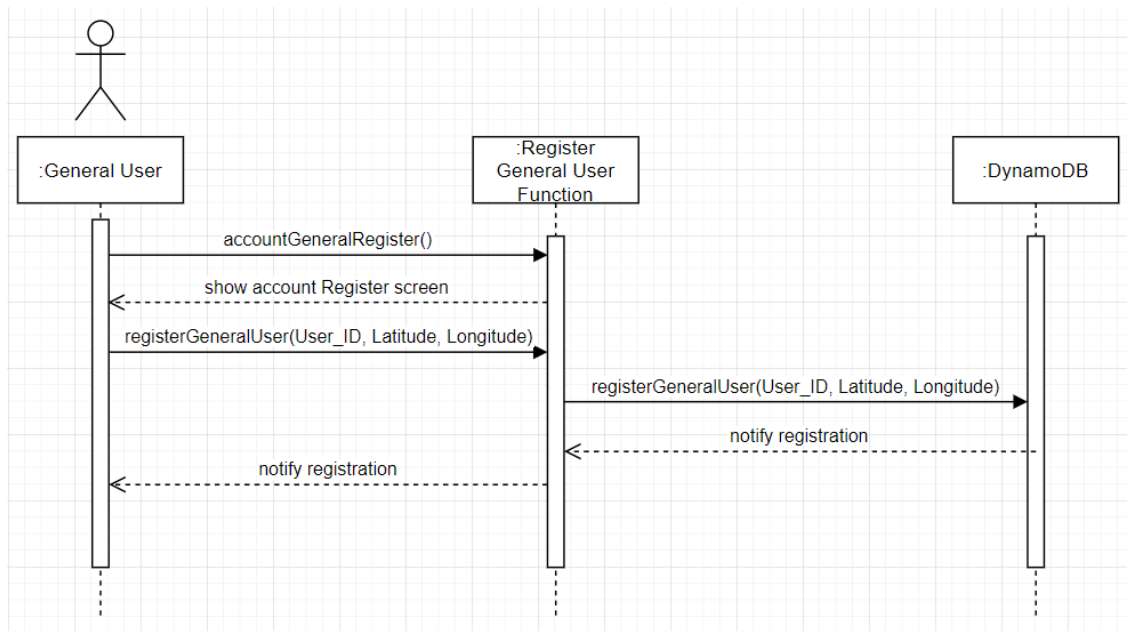 :General User
:Register
General User
Function
:DynamoDB
accountGeneralRegister()
show account Register screen
registerGeneralUser(User_ID, Latitude, Longitude)
registerGeneralUser(User_ID, Latitude, Longitude)
notify registration
notify registration